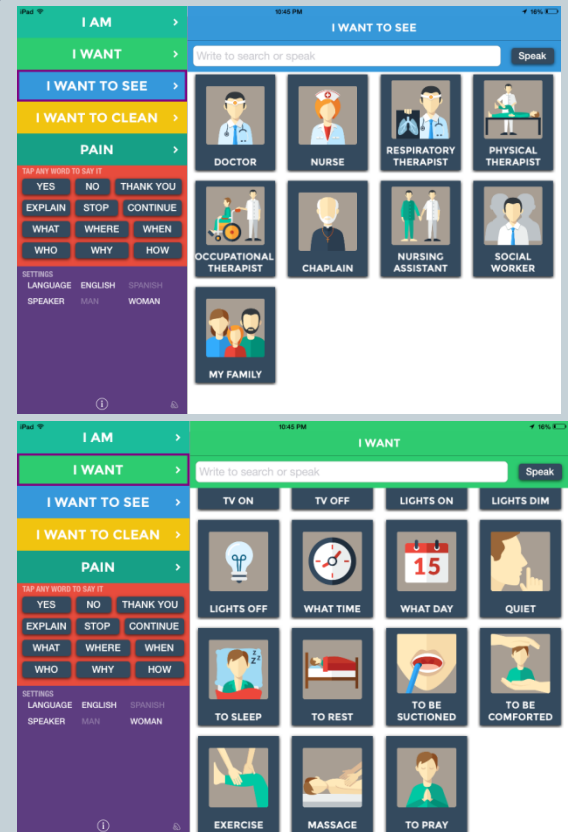 iPad 10:45 PM 16%
I AM >
I WANT >
I WANT TO SEE >
I WANT TO CLEAN >
PAIN >
TAP ANY WORD TO SAY IT
YES NO THANK YOU
EXPLAIN STOP CONTINUE
WHAT WHERE WHEN
WHO WHY HOW
SETTINGS
LANGUAGE ENGLISH SPANISH
SPEAKER MAN WOMAN
I WANT TO SEE
Write to search or speak Speak
DOCTOR NURSE RESPIRATORY THERAPIST PHYSICAL THERAPIST
OCCUPATIONAL THERAPIST CHAPLAIN NURSING ASSISTANT SOCIAL WORKER
MY FAMILY
iPad 10:45 PM 16%
I AM >
I WANT >
I WANT TO SEE >
I WANT TO CLEAN >
PAIN >
TAP ANY WORD TO SAY IT
YES NO THANK YOU
EXPLAIN STOP CONTINUE
WHAT WHERE WHEN
WHO WHY HOW
SETTINGS
LANGUAGE ENGLISH SPANISH
SPEAKER MAN WOMAN
I WANT
Write to search or speak Speak
TV ON TV OFF LIGHTS ON LIGHTS DIM
15
LIGHTS OFF WHAT TIME WHAT DAY QUIET
z z z
TO SLEEP TO REST TO BE SUCTIONED TO BE COMFORTED
EXERCISE MASSAGE TO PRAY